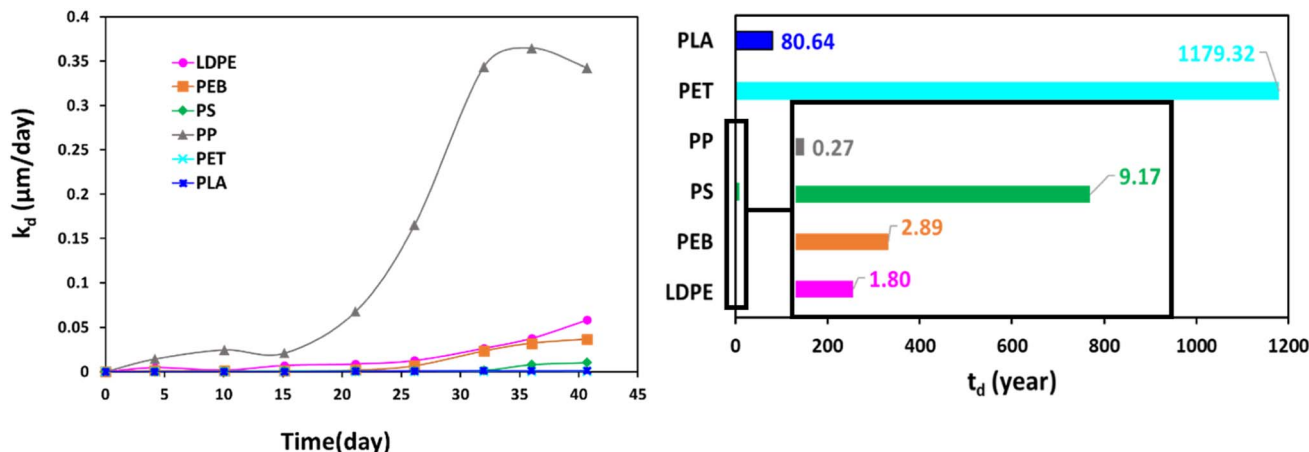 0.4
0.35
0.3
0.25
0.2
0.15
0.1
0.05
0
k_d (μm/day)
LDPE
PEB
PS
PP
PET
PLA
0 5 10 15 20 25 30 35 40 45
Time(day)
PLA 80.64
PET 1179.32
PP 0.27
PS 9.17
PEB 2.89
LDPE 1.80
0 200 400 600 800 1000 1200
t_d (year)